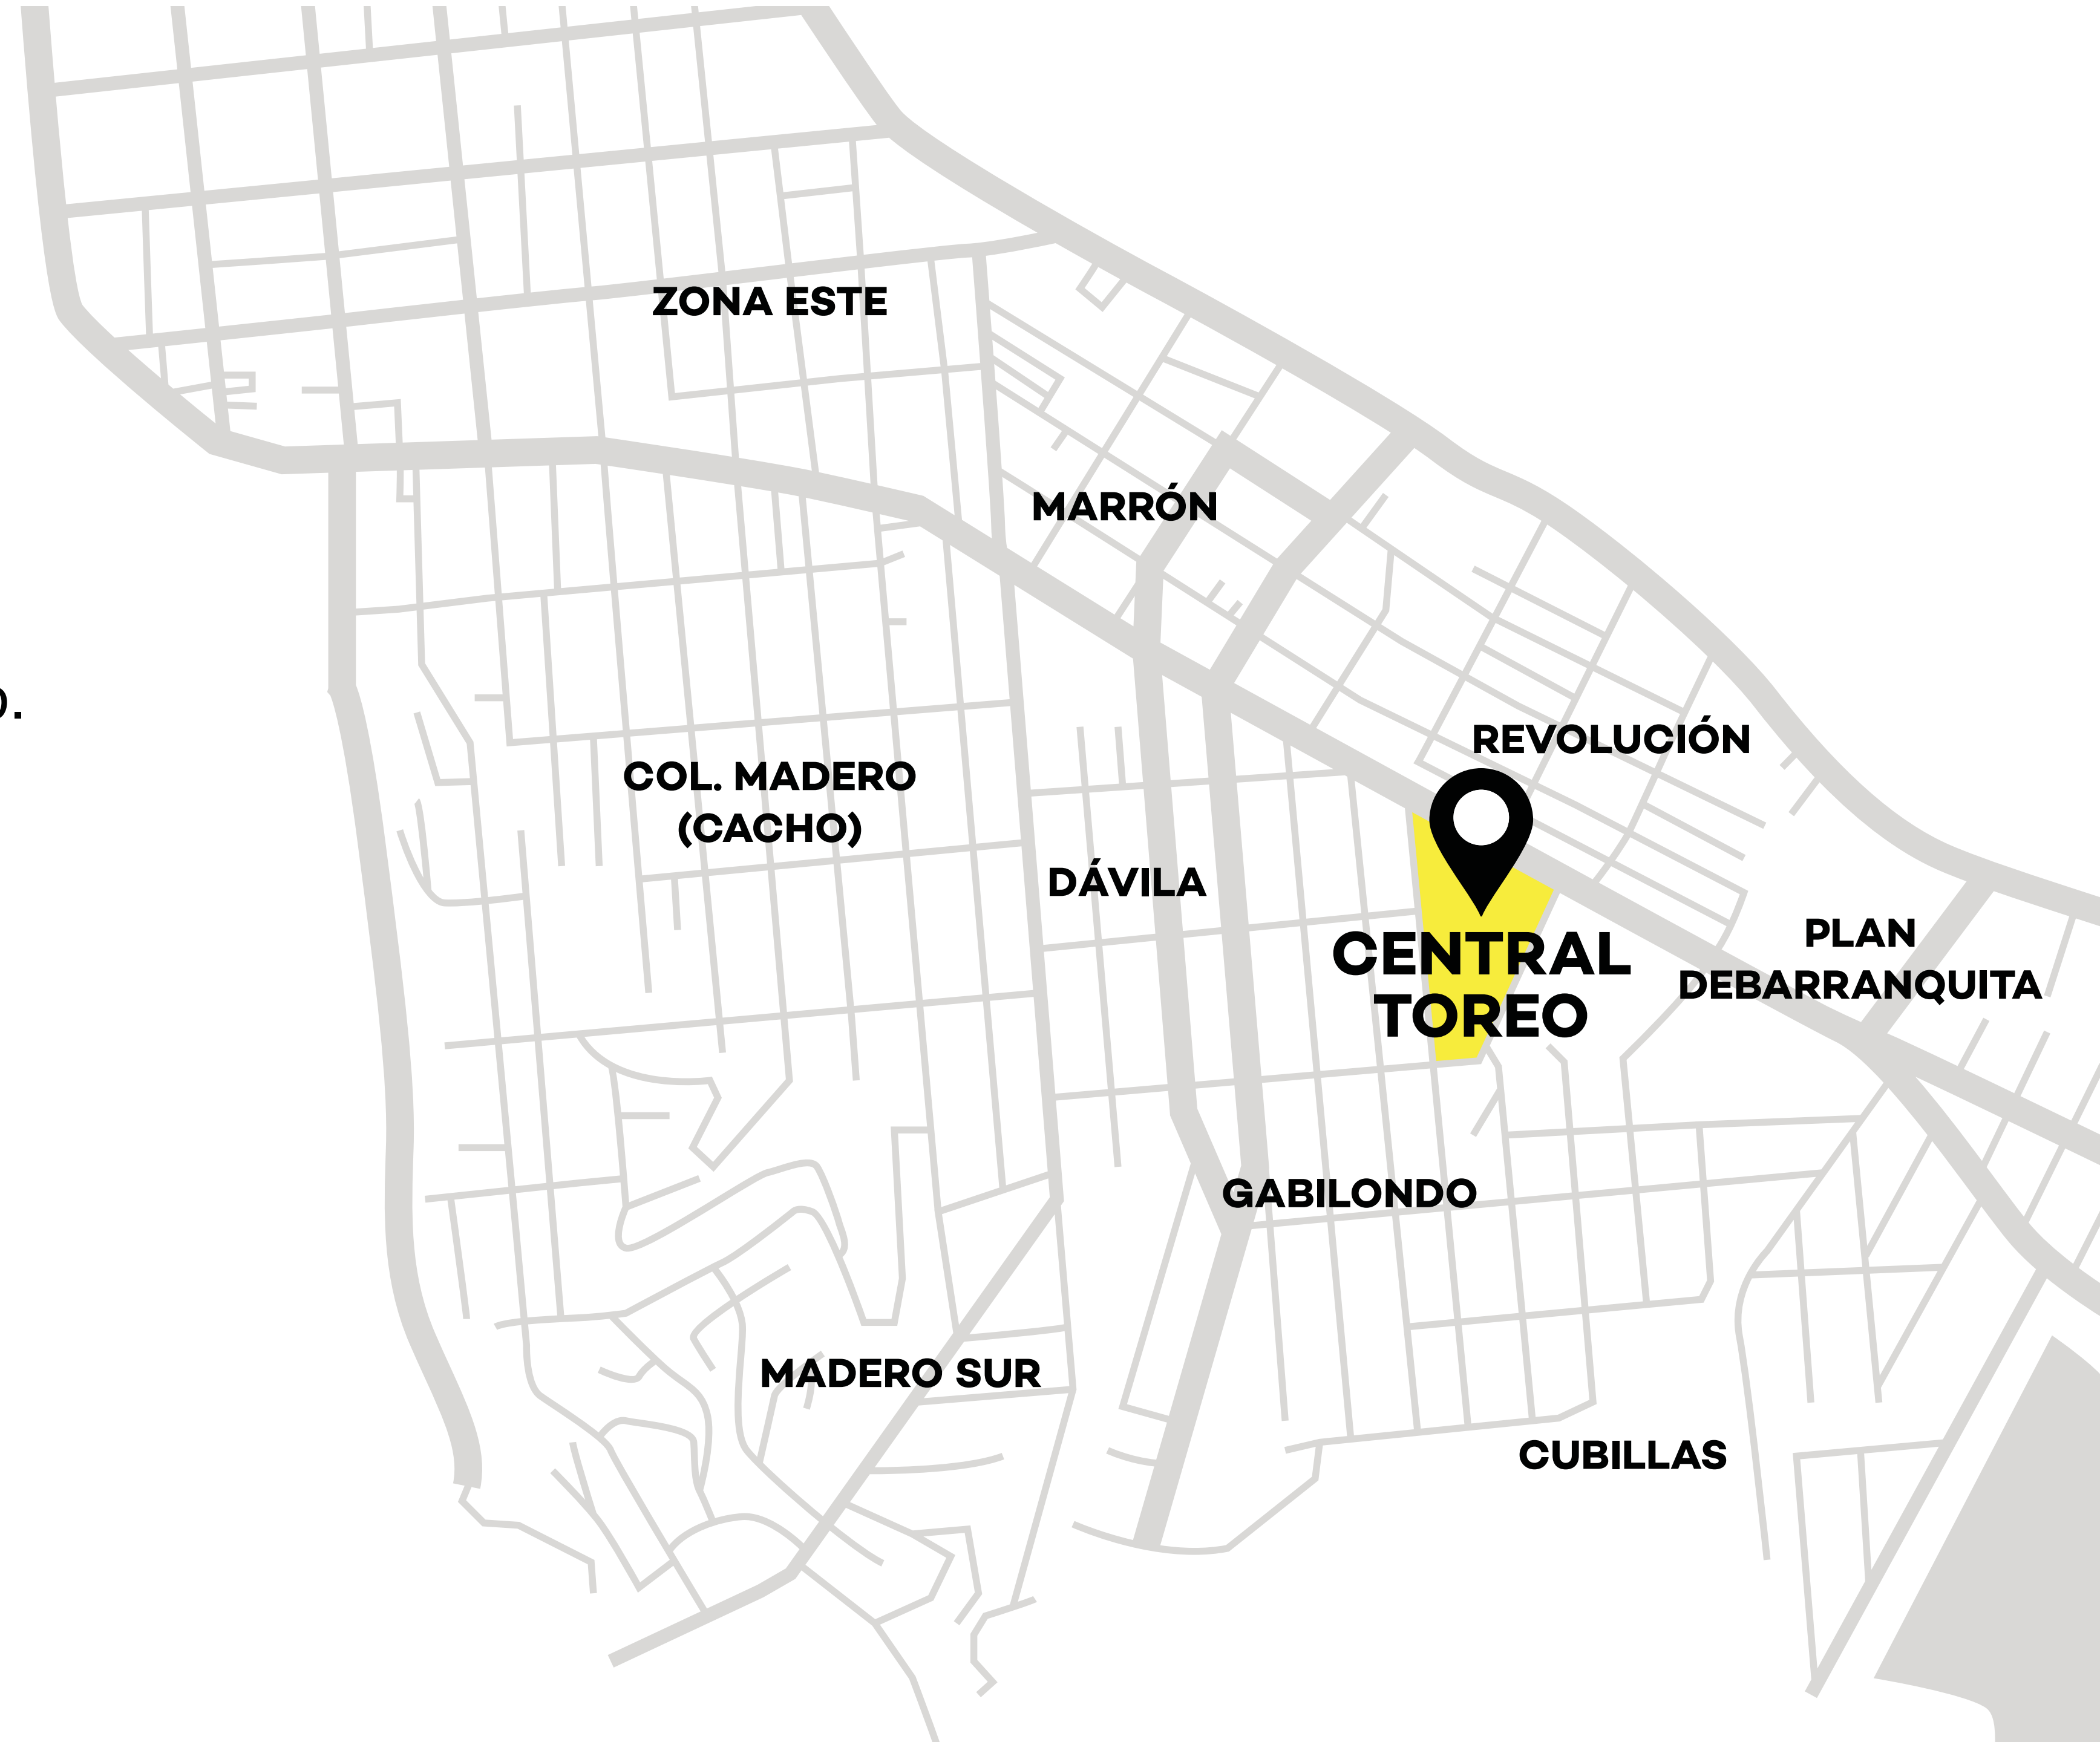 ZONA ESTE
MARRÓN
O.
REVOLUCIÓN
COL. MADERO
(CACHO)
DÁVILA
CENTRAL
TOREO
PLAN
DEBARRANQUITA
GABILONDO
MADERO SUR
CUBILLAS